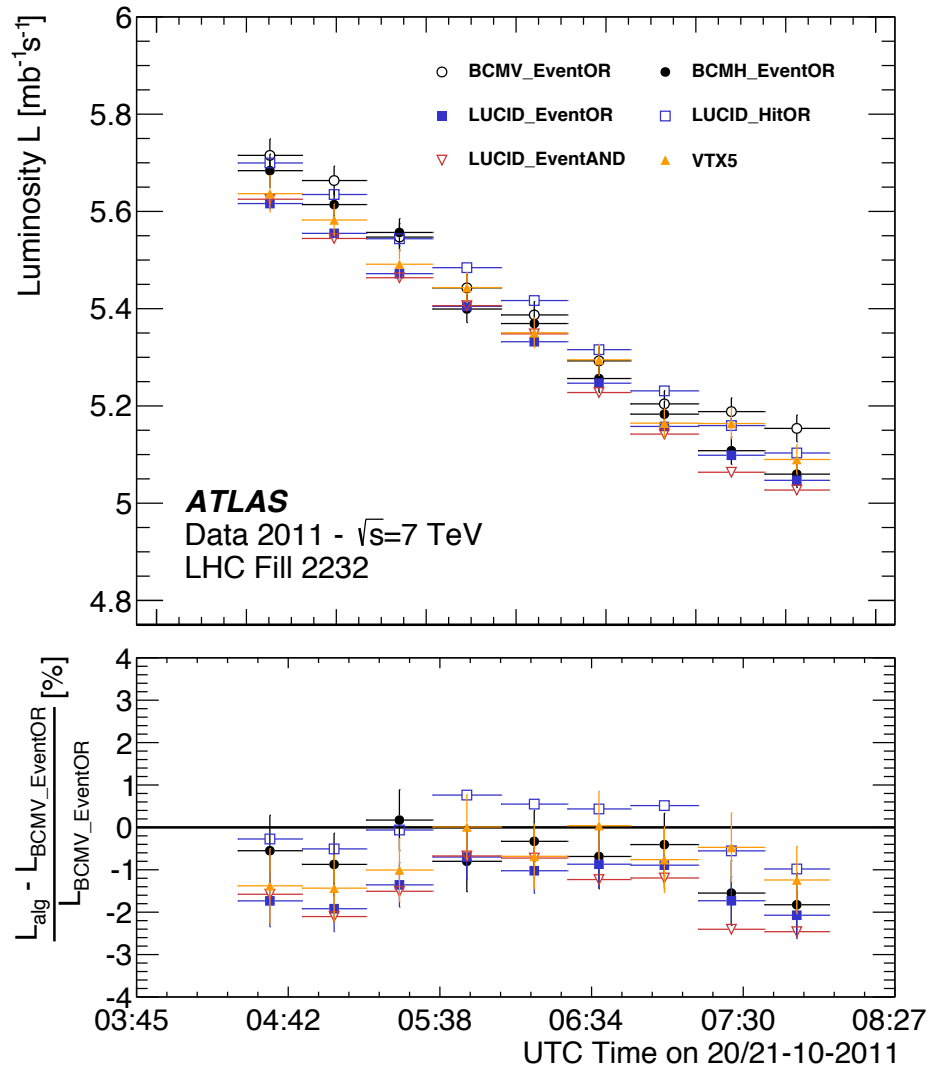 Luminosity L [mb⁻¹s⁻¹]
6
5.8
5.6
5.4
5.2
5
4.8
BCMV_EventOR
BCMH_EventOR
LUCID_EventOR
LUCID_HitOR
LUCID_EventAND
VTX5
ATLAS
Data 2011 - √s=7 TeV
LHC Fill 2232
L_alg - L_BCMV_EventOR
L_BCMV_EventOR
[%]
4
3
2
1
0
-1
-2
-3
-4
03:45
04:42
05:38
06:34
07:30
08:27
UTC Time on 20/21-10-2011